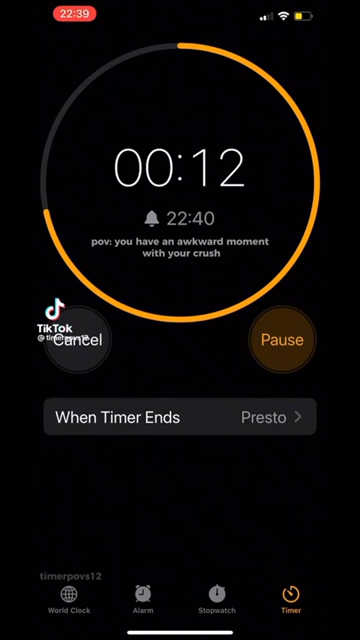 22:39
00:12
22:40
pov: you have an awkward moment
with your crush
TikTok
@timerpovs12
Cancel
Pause
When Timer Ends
Presto
timerpovs12
World Clock
Alarm
Stopwatch
Timer